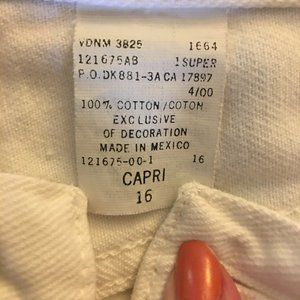 VDNM 3825 1664
121675AB 1SUPER
P.O.DK881-3A CA 17897
4/00
100% COTTON/COTON
EXCLUSIVE
OF DECORATION
MADE IN MEXICO
121675-00-1 16
CAPRI
16